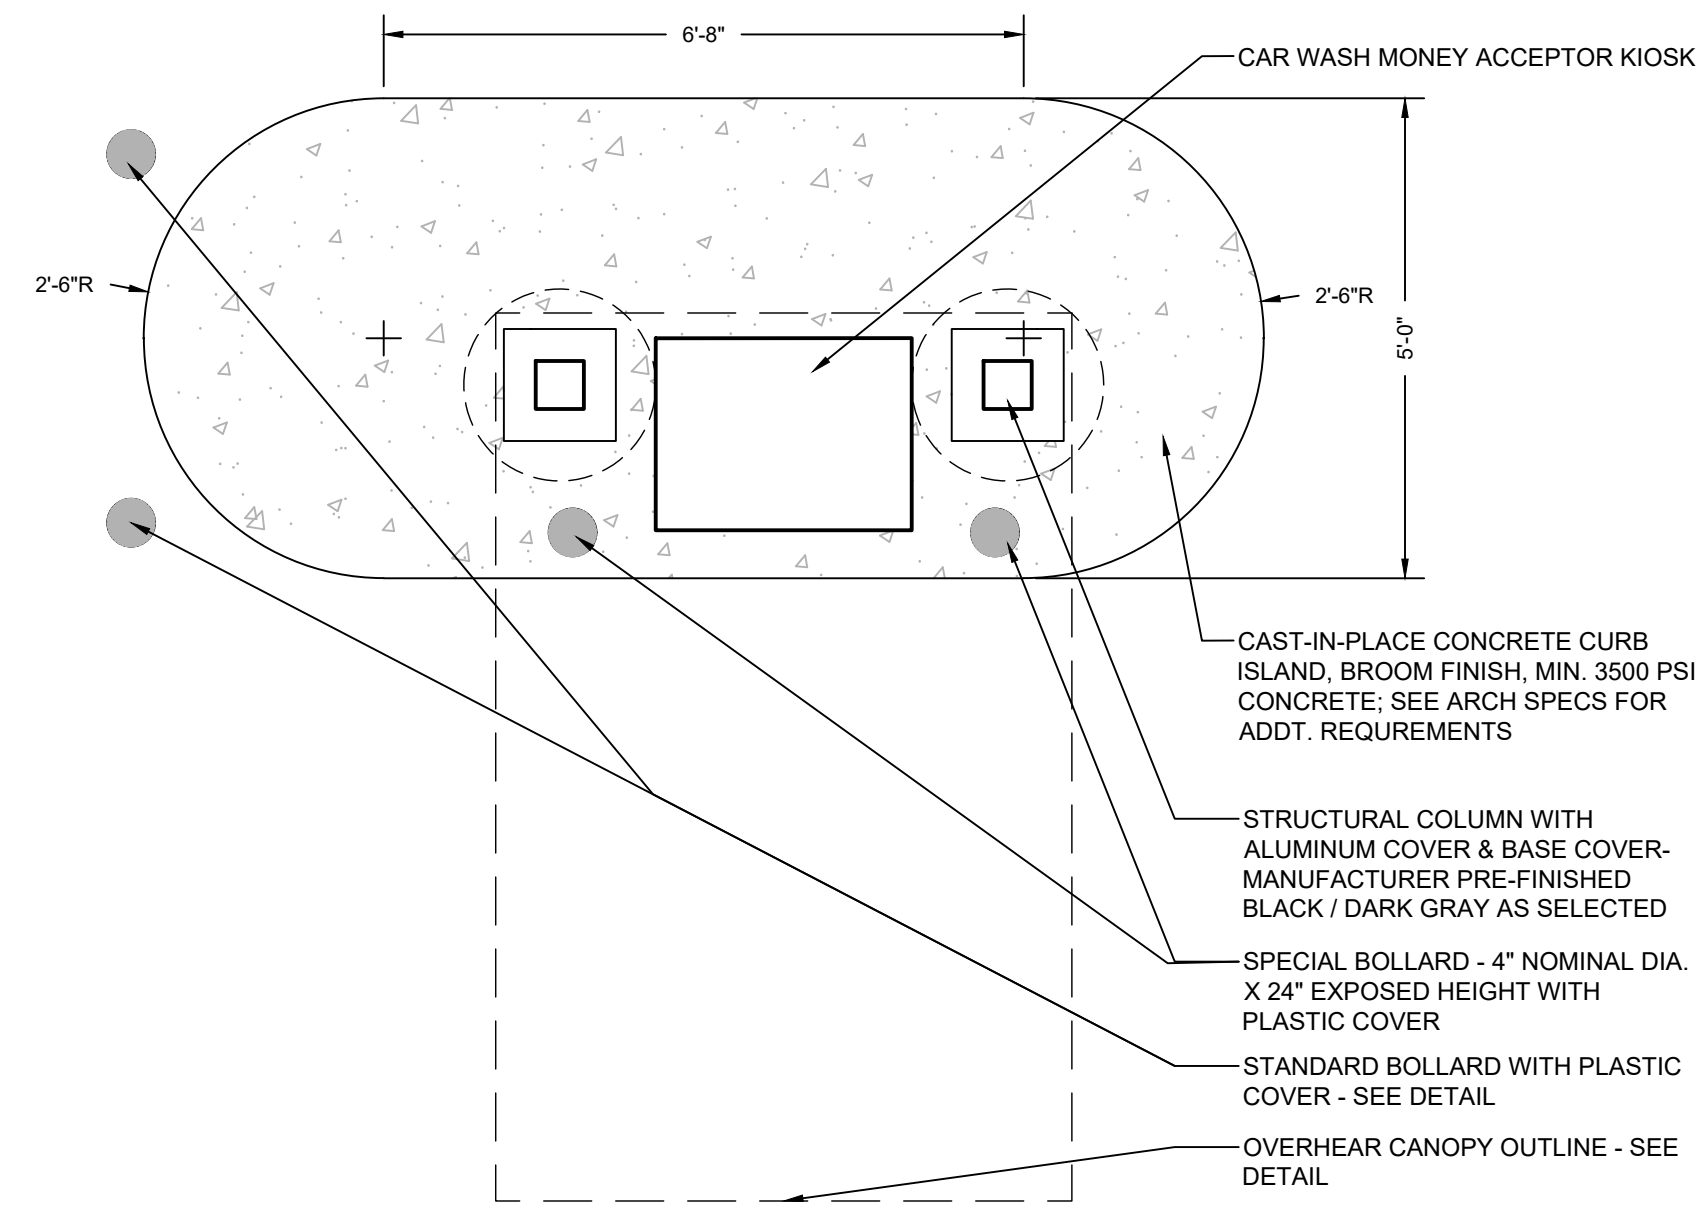 6'-8"
CAR WASH MONEY ACCEPTOR KIOSK
2'-6"R
2'-6"R
5'-0"
CAST-IN-PLACE CONCRETE CURB
ISLAND, BROOM FINISH, MIN. 3500 PSI
CONCRETE; SEE ARCH SPECS FOR
ADDT. REQUREMENTS
STRUCTURAL COLUMN WITH
ALUMINUM COVER & BASE COVER-
MANUFACTURER PRE-FINISHED
BLACK / DARK GRAY AS SELECTED
SPECIAL BOLLARD - 4" NOMINAL DIA.
X 24" EXPOSED HEIGHT WITH
PLASTIC COVER
STANDARD BOLLARD WITH PLASTIC
COVER - SEE DETAIL
OVERHEAR CANOPY OUTLINE - SEE
DETAIL